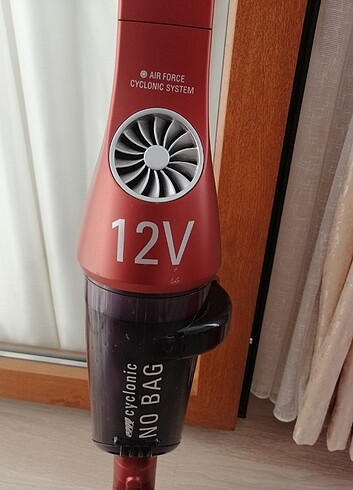 AIR FORCE
CYCLONIC SYSTEM
12V
cyclonic
NO BAG